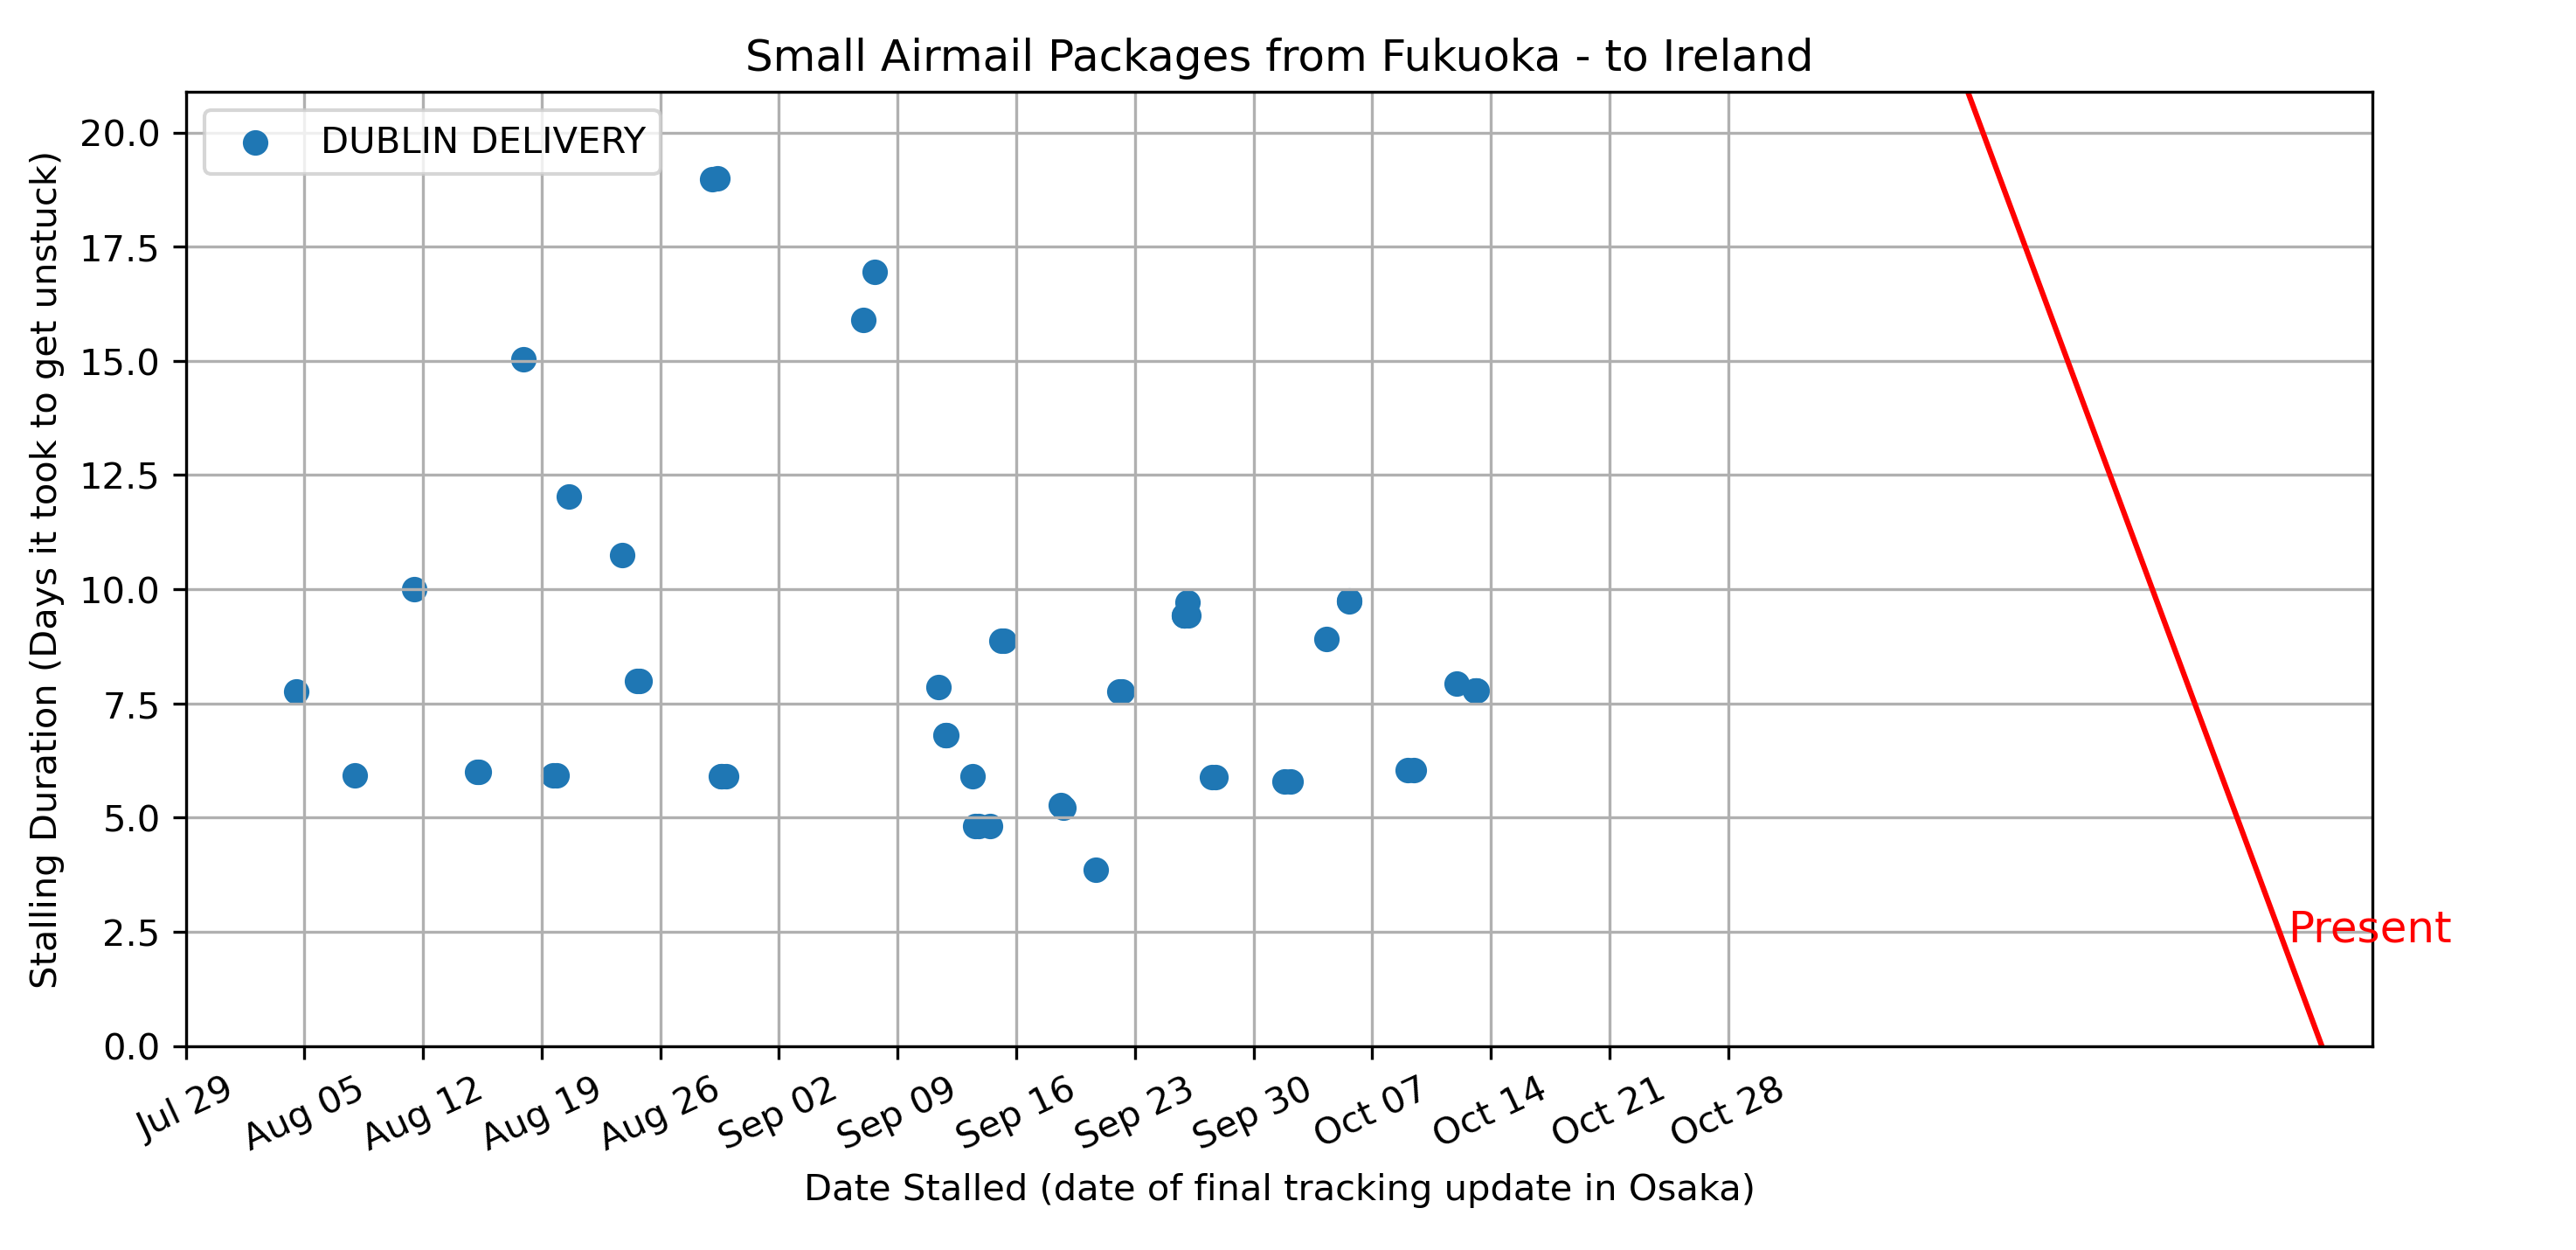 Small Airmail Packages from Fukuoka - to Ireland
DUBLIN DELIVERY
Stalling Duration (Days it took to get unstuck)
20.0
17.5
15.0
12.5
10.0
7.5
5.0
2.5
0.0
Present
Jul 29
Aug 05
Aug 12
Aug 19
Aug 26
Sep 02
Sep 09
Sep 16
Sep 23
Sep 30
Oct 07
Oct 14
Oct 21
Oct 28
Date Stalled (date of final tracking update in Osaka)